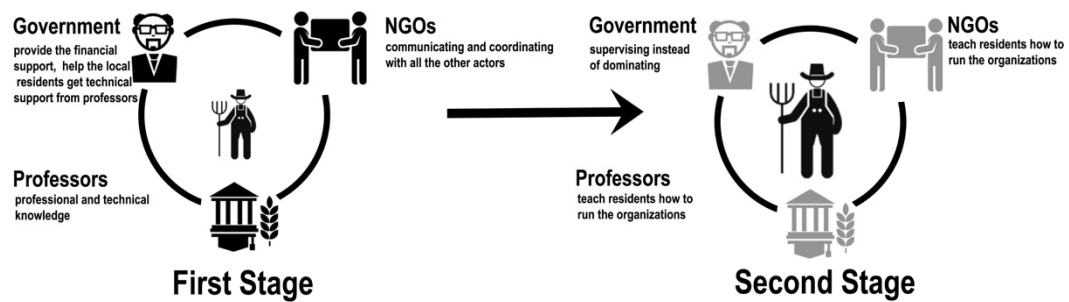 Government
provide the financial
support, help the local
residents get technical
support from professors
NGOs
communicating and coordinating
with all the other actors
Professors
professional and technical
knowledge
First Stage
Government
supervising instead
of dominating
NGOs
teach residents how to
run the organizations
Professors
teach residents how to
run the organizations
Second Stage